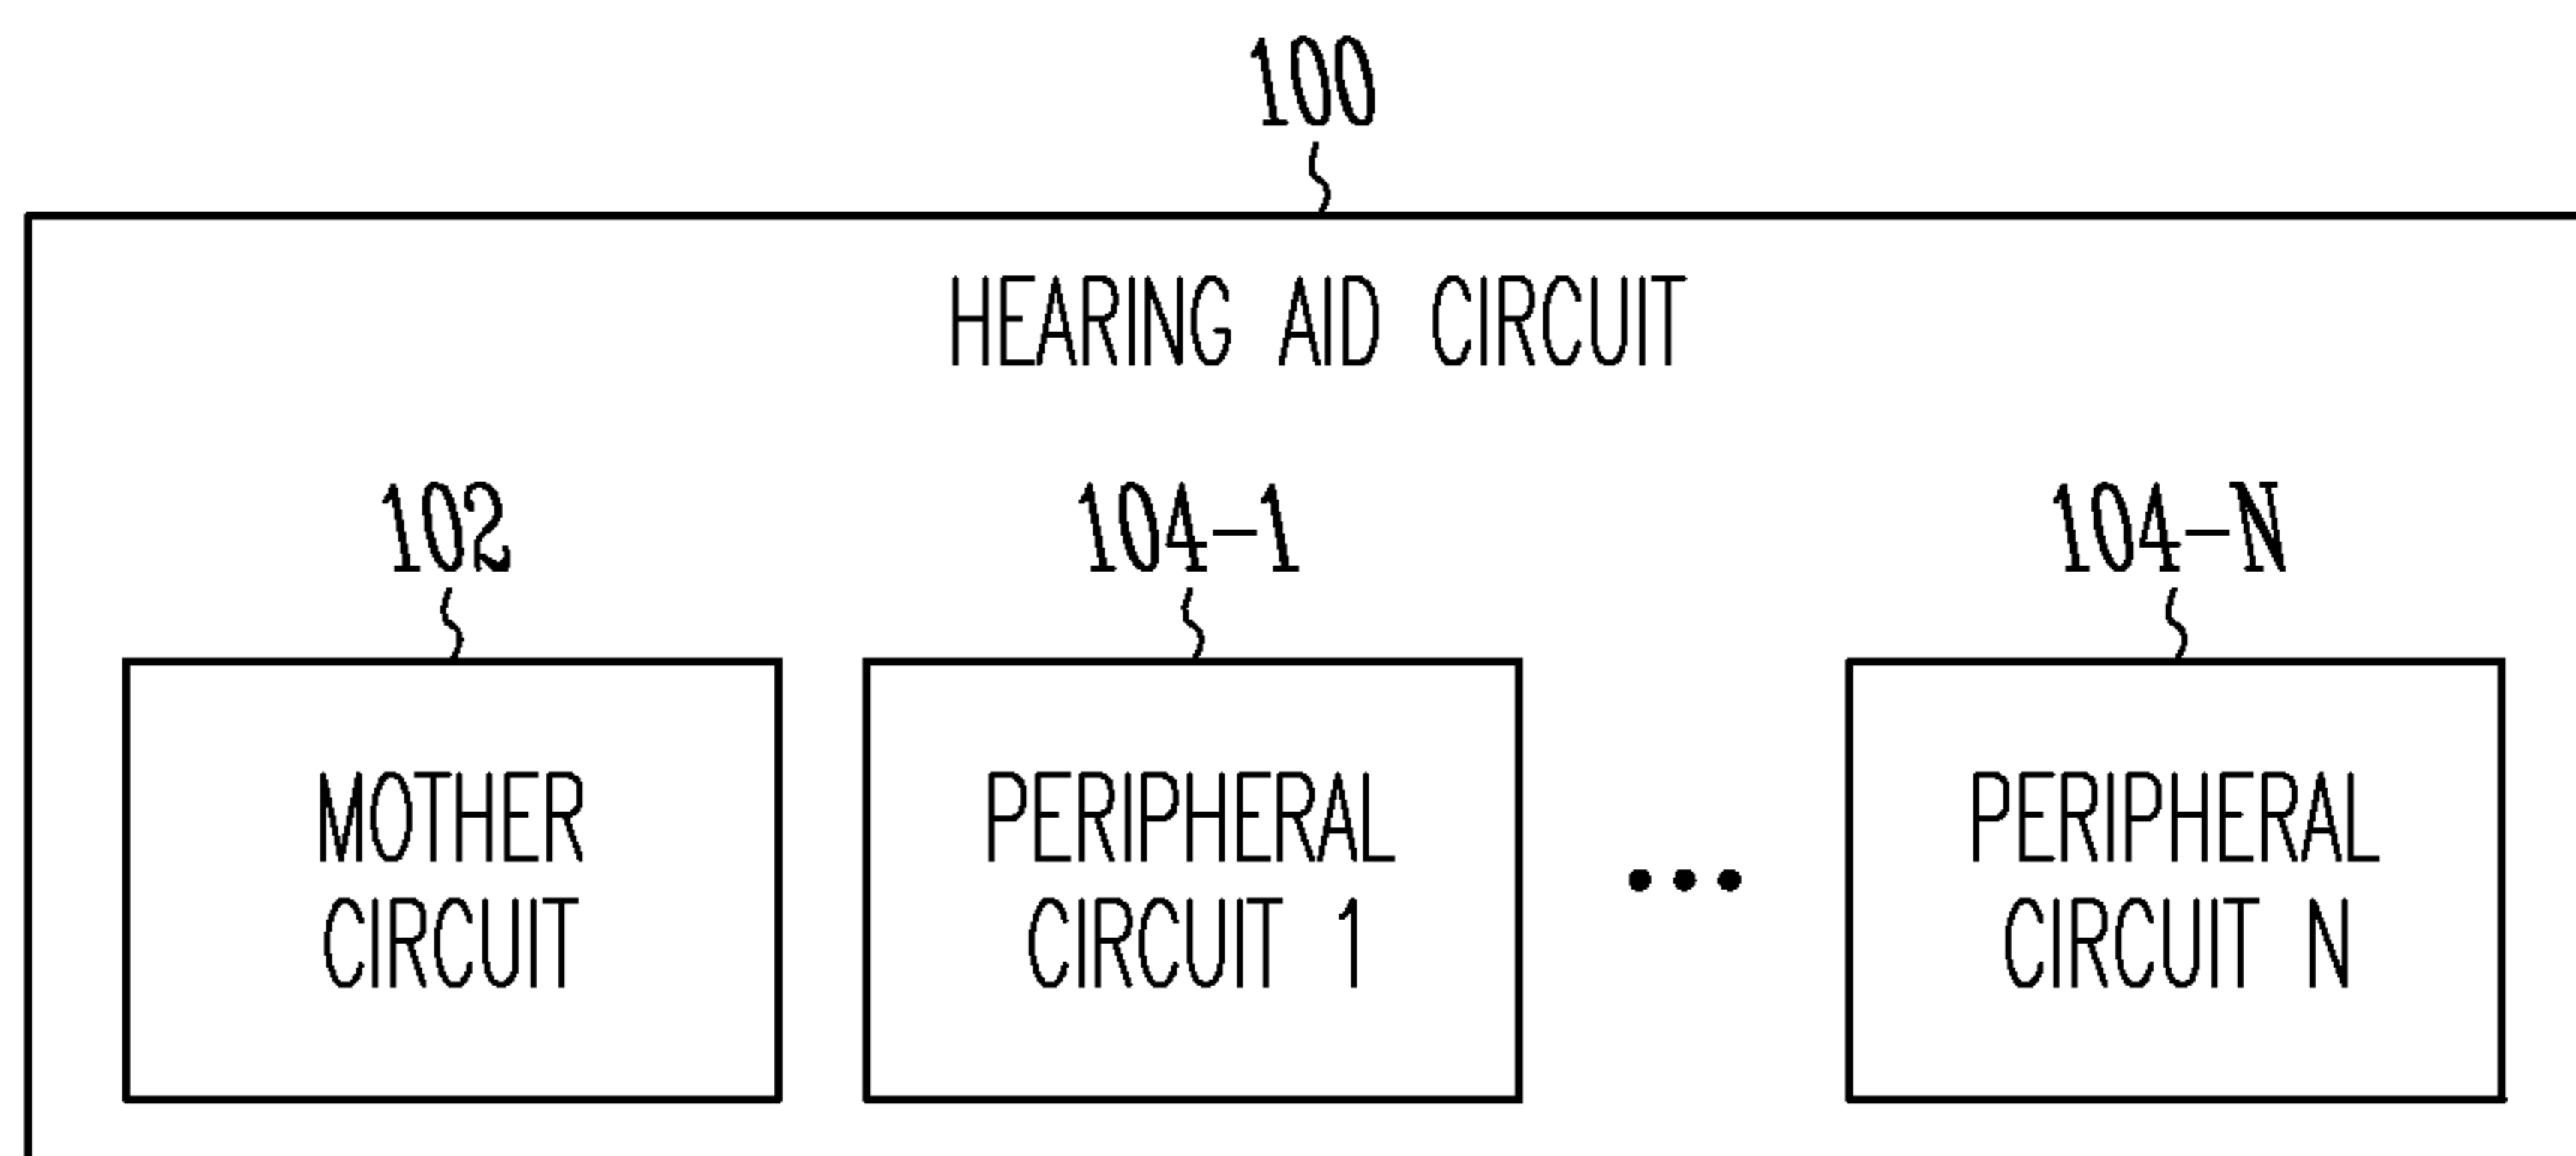 100
HEARING AID CIRCUIT
102
104-1
104-N
MOTHER
CIRCUIT
PERIPHERAL
CIRCUIT 1
•••
PERIPHERAL
CIRCUIT N